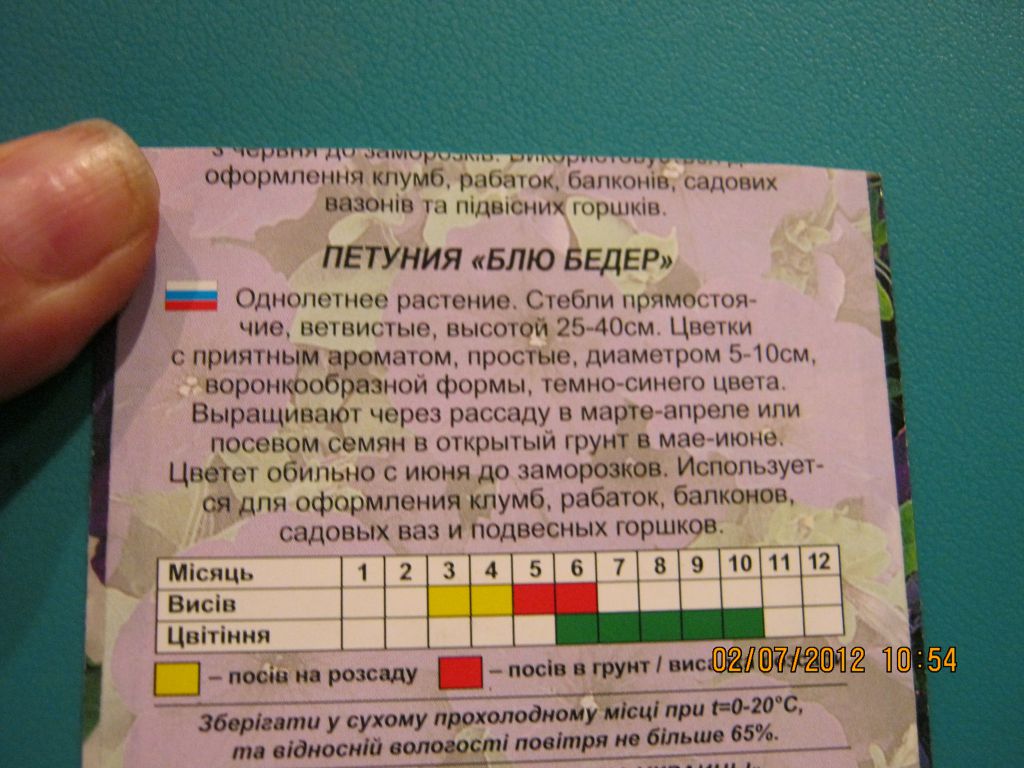 з червня до заморозків.
оформлення клумб, рабаток, балконів, садових
вазонів та підвісних горшків.
ПЕТУНИЯ «БЛЮ БЕДЕР»
Однолетнее растение. Стебли прямостоя-
чие, ветвистые, высотой 25-40см. Цветки
с приятным ароматом, простые, диаметром 5-10см,
воронкообразной формы, темно-синего цвета.
Выращивают через рассаду в марте-апреле или
посевом семян в открытый грунт в мае-июне.
Цветет обильно с июня до заморозков. Использует-
ся для оформления клумб, рабаток, балконов,
садовых ваз и подвесных горшков.
Місяць 1 2 3 4 5 6 7 8 9 10 11 12
Висів
Цвітіння
– посів на розсаду – посів в грунт /
02/07/2012 10:54
Зберігати у сухому прохолодному місці при t=0-20°С,
та відносній вологості повітря не більше 65%.